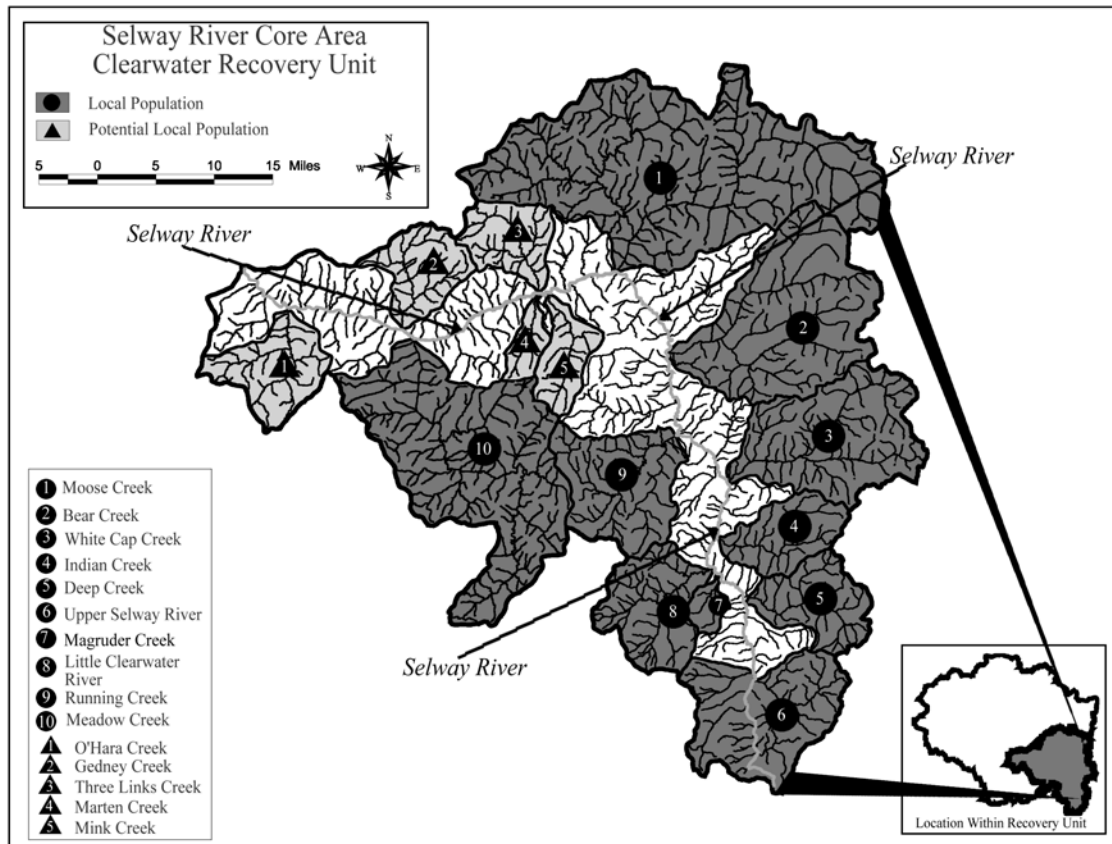 Selway River Core Area
Clearwater Recovery Unit
Local Population
Potential Local Population
5 0 5 10 15 Miles
N
W E
S
Selway River
Selway River
Selway River
1
2
3
4
5
6
7
8
9
10
1
2
3
4
5
1 Moose Creek
2 Bear Creek
3 White Cap Creek
4 Indian Creek
5 Deep Creek
6 Upper Selway River
7 Magruder Creek
8 Little Clearwater
River
9 Running Creek
10 Meadow Creek
1 O'Hara Creek
2 Gedney Creek
3 Three Links Creek
4 Marten Creek
5 Mink Creek
Location Within Recovery Unit